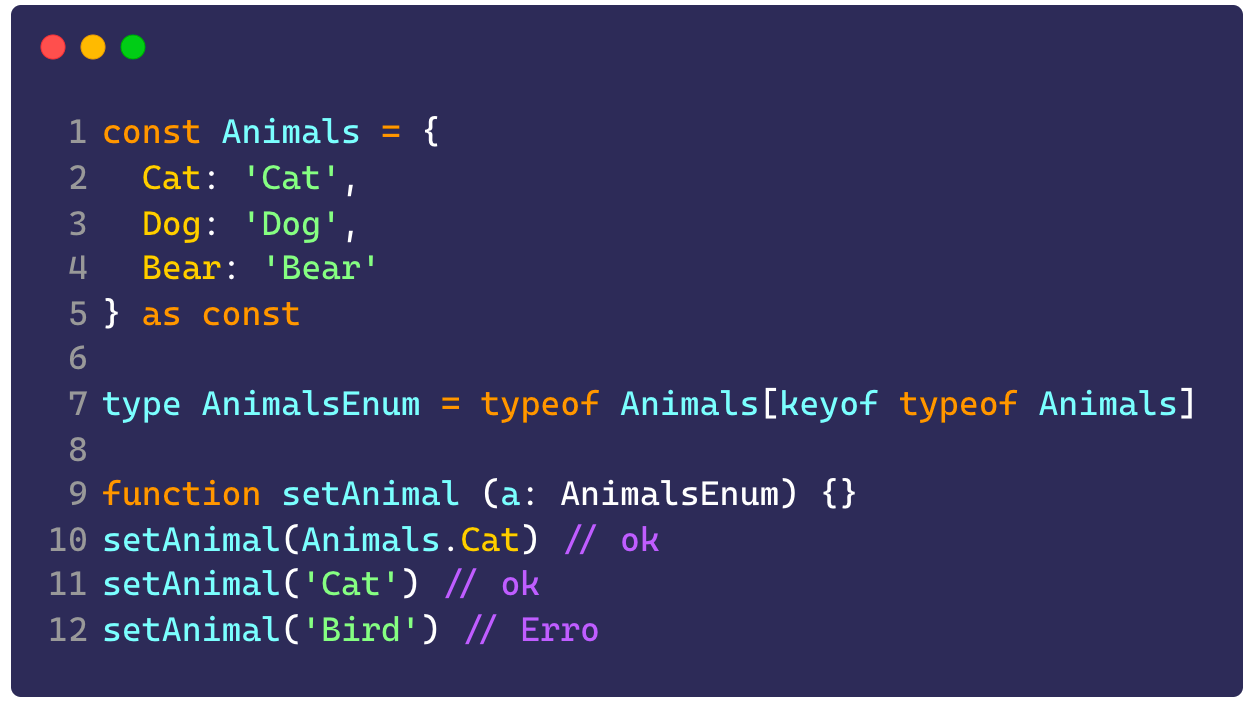 1 const Animals = {
2   Cat: 'Cat',
3   Dog: 'Dog',
4   Bear: 'Bear'
5 } as const
6
7 type AnimalsEnum = typeof Animals[keyof typeof Animals]
8
9 function setAnimal (a: AnimalsEnum) {}
10 setAnimal(Animals.Cat) // ok
11 setAnimal('Cat') // ok
12 setAnimal('Bird') // Erro